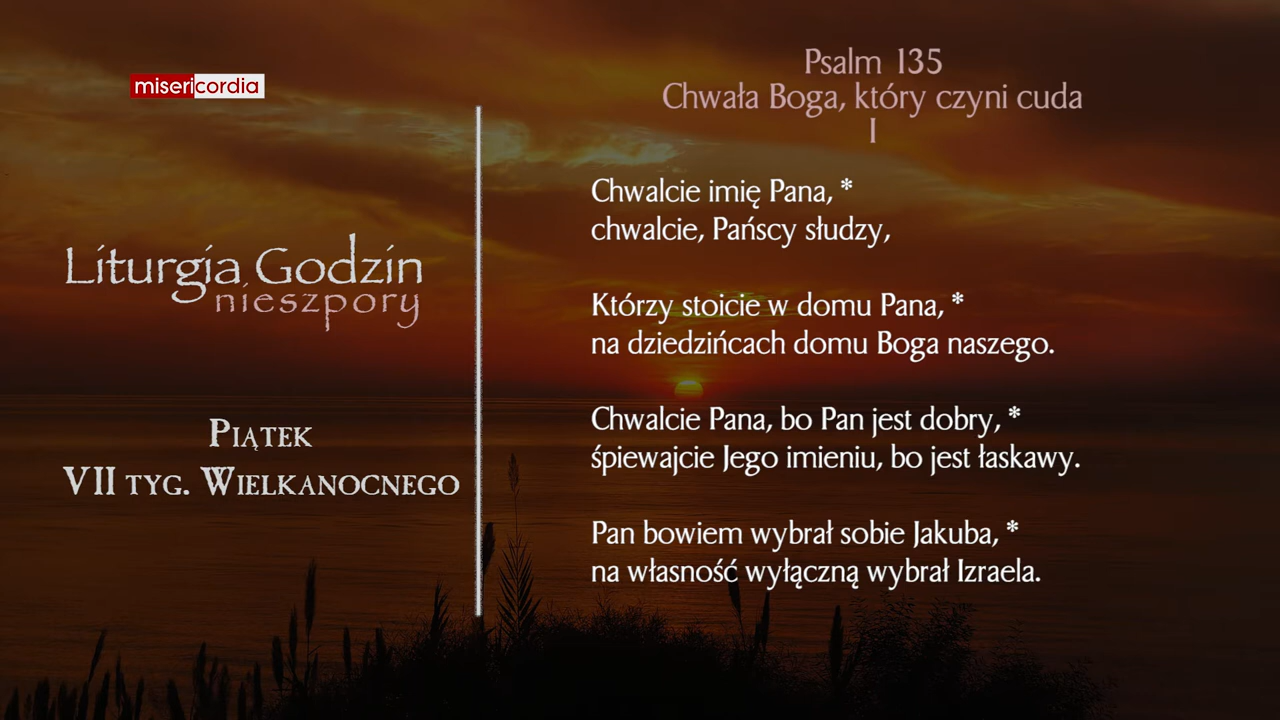 misericordia
Liturgia Godzin
nieszpory
Piątek
VII tyg. Wielkanocnego
Psalm 135
Chwała Boga, który czyni cuda
I
Chwalcie imię Pana, *
chwalcie, Pańscy słudzy,
Którzy stoicie w domu Pana, *
na dziedzińcach domu Boga naszego.
Chwalcie Pana, bo Pan jest dobry, *
śpiewajcie Jego imieniu, bo jest łaskawy.
Pan bowiem wybrał sobie Jakuba, *
na własność wyłączną wybrał Izraela.